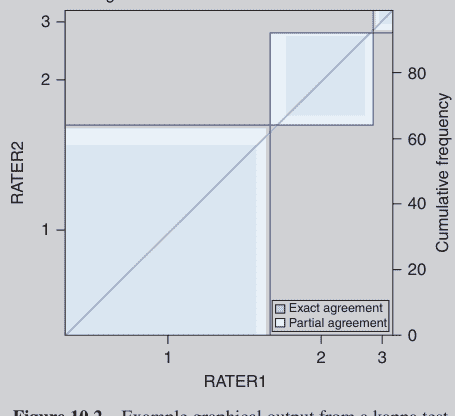 3
2
1
RATER2
80
60
40
20
0
Cumulative frequency
Exact agreement
Partial agreement
1
2
3
RATER1
Figure 10.2 Example graphical output from a kappa test